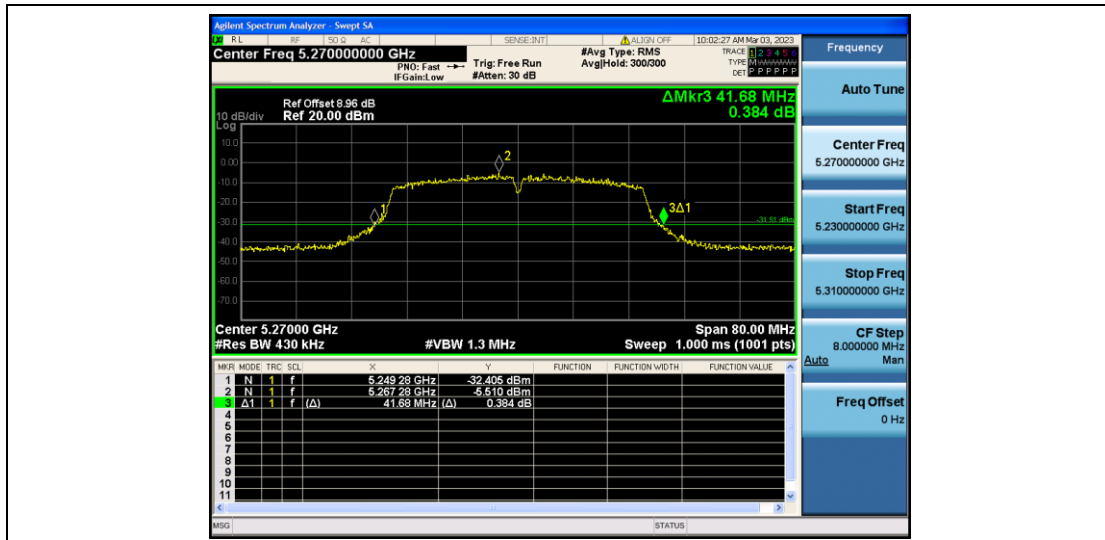 Agilent Spectrum Analyzer - Swept SA
RL RF 50 Ω AC SENSE:INT ALIGN OFF 10:02:27 AM Mar 03, 2023
Center Freq 5.270000000 GHz
PNO: Fast
IFGain:Low
Trig: Free Run
#Atten: 30 dB
#Avg Type: RMS
Avg|Hold: 300/300
TRACE 1 2 3 4 5 6
TYPE M WWWWW
DET P P P P P P
Frequency
Auto Tune
Center Freq
5.270000000 GHz
Start Freq
5.230000000 GHz
Stop Freq
5.310000000 GHz
CF Step
8.000000 MHz
Auto Man
Freq Offset
0 Hz
ΔMkr3 41.68 MHz
0.384 dB
Ref Offset 8.96 dB
10 dB/div Ref 20.00 dBm
Log
10.0
0.00
-10.0
-20.0
-30.0
-40.0
-50.0
-60.0
-70.0
1
2
3Δ1
-31.51 dBm
Center 5.27000 GHz Span 80.00 MHz
#Res BW 430 kHz #VBW 1.3 MHz Sweep 1.000 ms (1001 pts)
MKR MODE TRC SCL X Y FUNCTION FUNCTION WIDTH FUNCTION VALUE
1 N 1 f 5.249 28 GHz -32.405 dBm
2 N 1 f 5.267 28 GHz -5.510 dBm
3 Δ1 1 f (Δ) 41.68 MHz (Δ) 0.384 dB
4
5
6
7
8
9
10
11
MSG STATUS